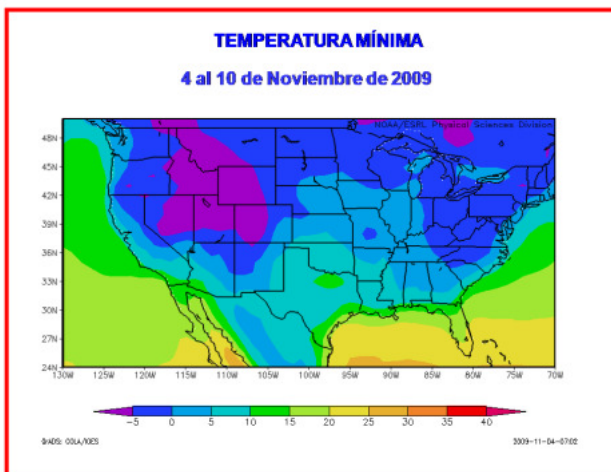 TEMPERATURA MÍNIMA
4 al 10 de Noviembre de 2009
NOAA/ESRL Physical Sciences Division
48N
45N
42N
39N
36N
33N
30N
27N
24N
130W 125W 120W 115W 110W 105W 100W 95W 90W 85W 80W 75W 70W
-5 0 5 10 15 20 25 30 35 40
GrADS: COLA/IGES 2009-11-04-07:02